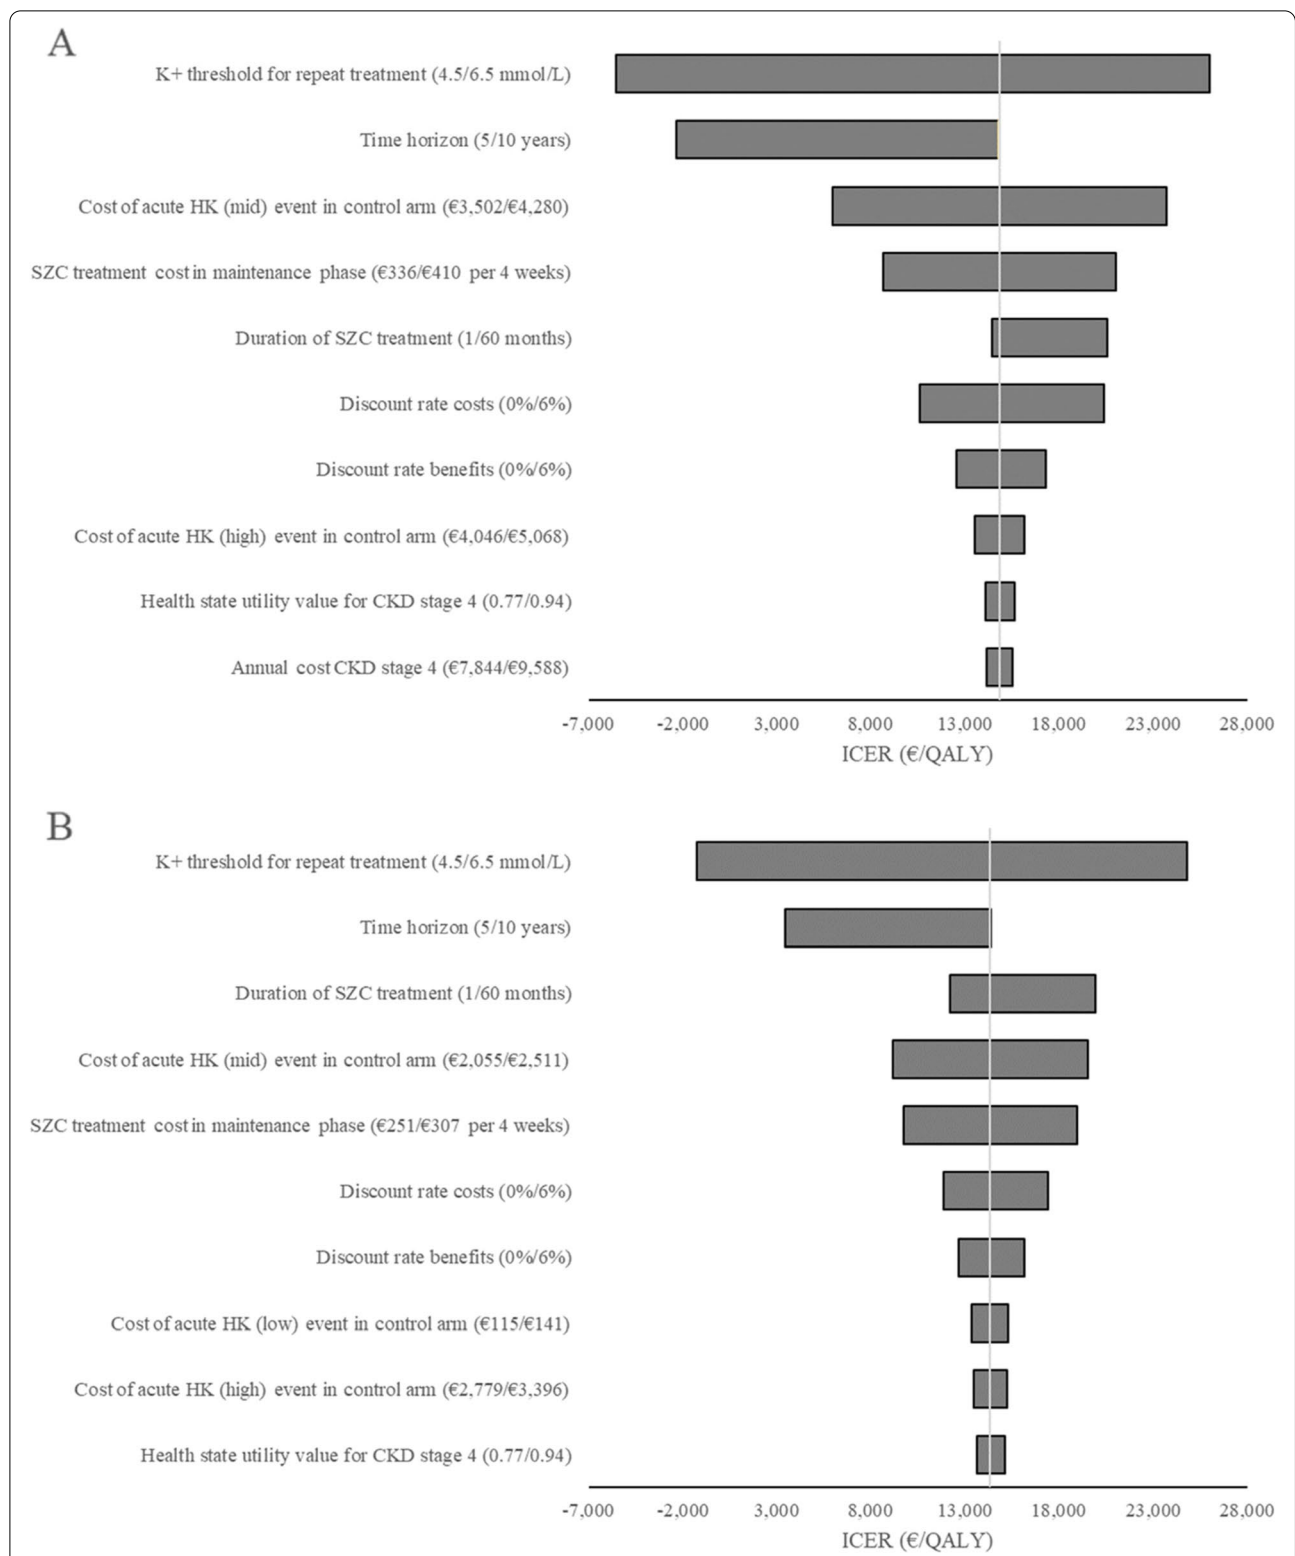 A
K+ threshold for repeat treatment (4.5/6.5 mmol/L)
Time horizon (5/10 years)
Cost of acute HK (mid) event in control arm (€3,502/€4,280)
SZC treatment cost in maintenance phase (€336/€410 per 4 weeks)
Duration of SZC treatment (1/60 months)
Discount rate costs (0%/6%)
Discount rate benefits (0%/6%)
Cost of acute HK (high) event in control arm (€4,046/€5,068)
Health state utility value for CKD stage 4 (0.77/0.94)
Annual cost CKD stage 4 (€7,844/€9,588)
-7,000 -2,000 3,000 8,000 13,000 18,000 23,000 28,000
ICER (€/QALY)
B
K+ threshold for repeat treatment (4.5/6.5 mmol/L)
Time horizon (5/10 years)
Duration of SZC treatment (1/60 months)
Cost of acute HK (mid) event in control arm (€2,055/€2,511)
SZC treatment cost in maintenance phase (€251/€307 per 4 weeks)
Discount rate costs (0%/6%)
Discount rate benefits (0%/6%)
Cost of acute HK (low) event in control arm (€115/€141)
Cost of acute HK (high) event in control arm (€2,779/€3,396)
Health state utility value for CKD stage 4 (0.77/0.94)
-7,000 -2,000 3,000 8,000 13,000 18,000 23,000 28,000
ICER (€/QALY)